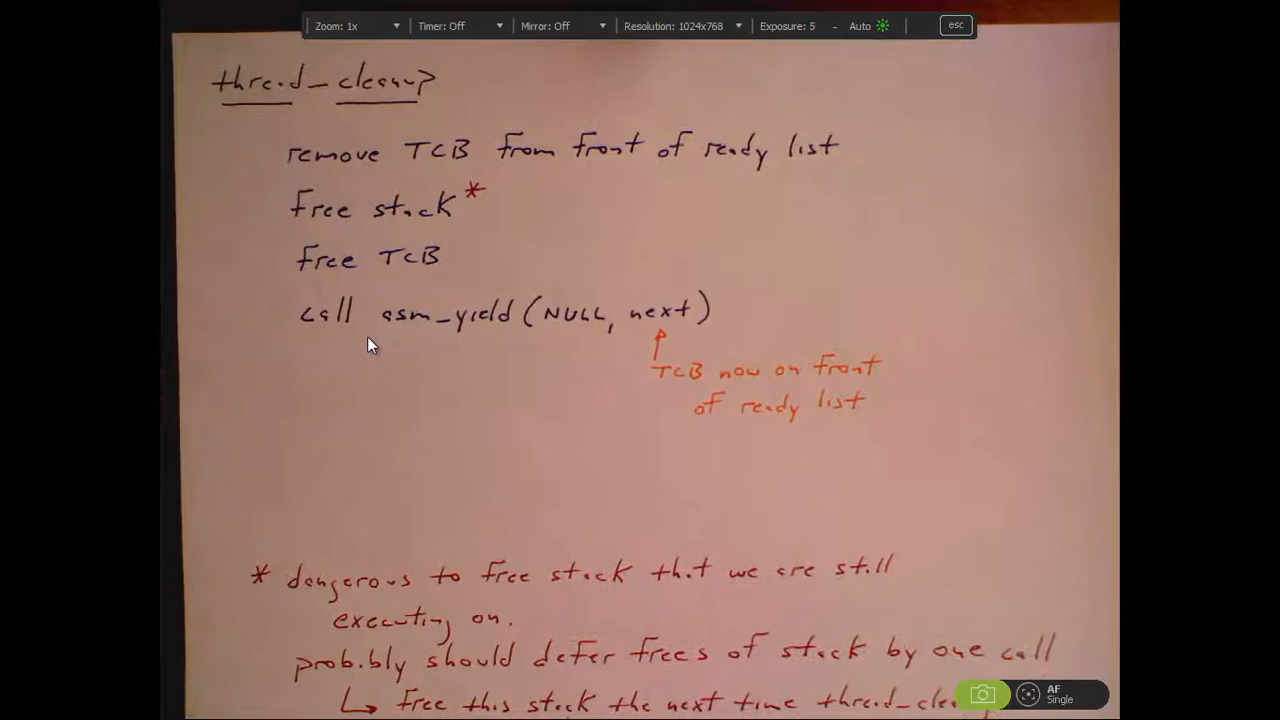 Zoom: 1x Timer: Off Mirror: Off Resolution: 1024x768 Exposure: 5 - Auto esc
thread_cleanup
remove TCB from front of ready list
free stack*
free TCB
call asm_yield(NULL, next)
TCB now on front
of ready list
* dangerous to free stack that we are still
executing on.
probably should defer frees of stack by one call
AF
Single
↳ free this stack the next time